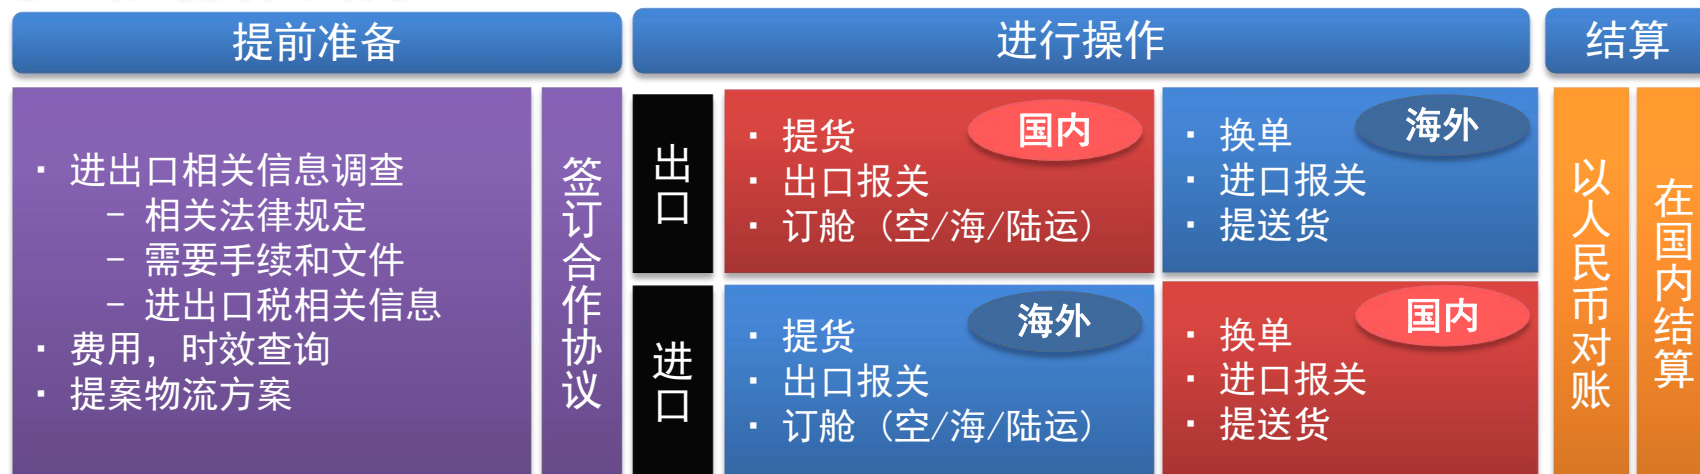 提前准备
进行操作
结算
· 进出口相关信息调查
- 相关法律规定
- 需要手续和文件
- 进出口税相关信息
· 费用，时效查询
· 提案物流方案
签订合作协议
出口
国内
· 提货
· 出口报关
· 订舱（空/海/陆运）
海外
· 换单
· 进口报关
· 提送货
进口
海外
· 提货
· 出口报关
· 订舱（空/海/陆运）
国内
· 换单
· 进口报关
· 提送货
以人民币对账
在国内结算